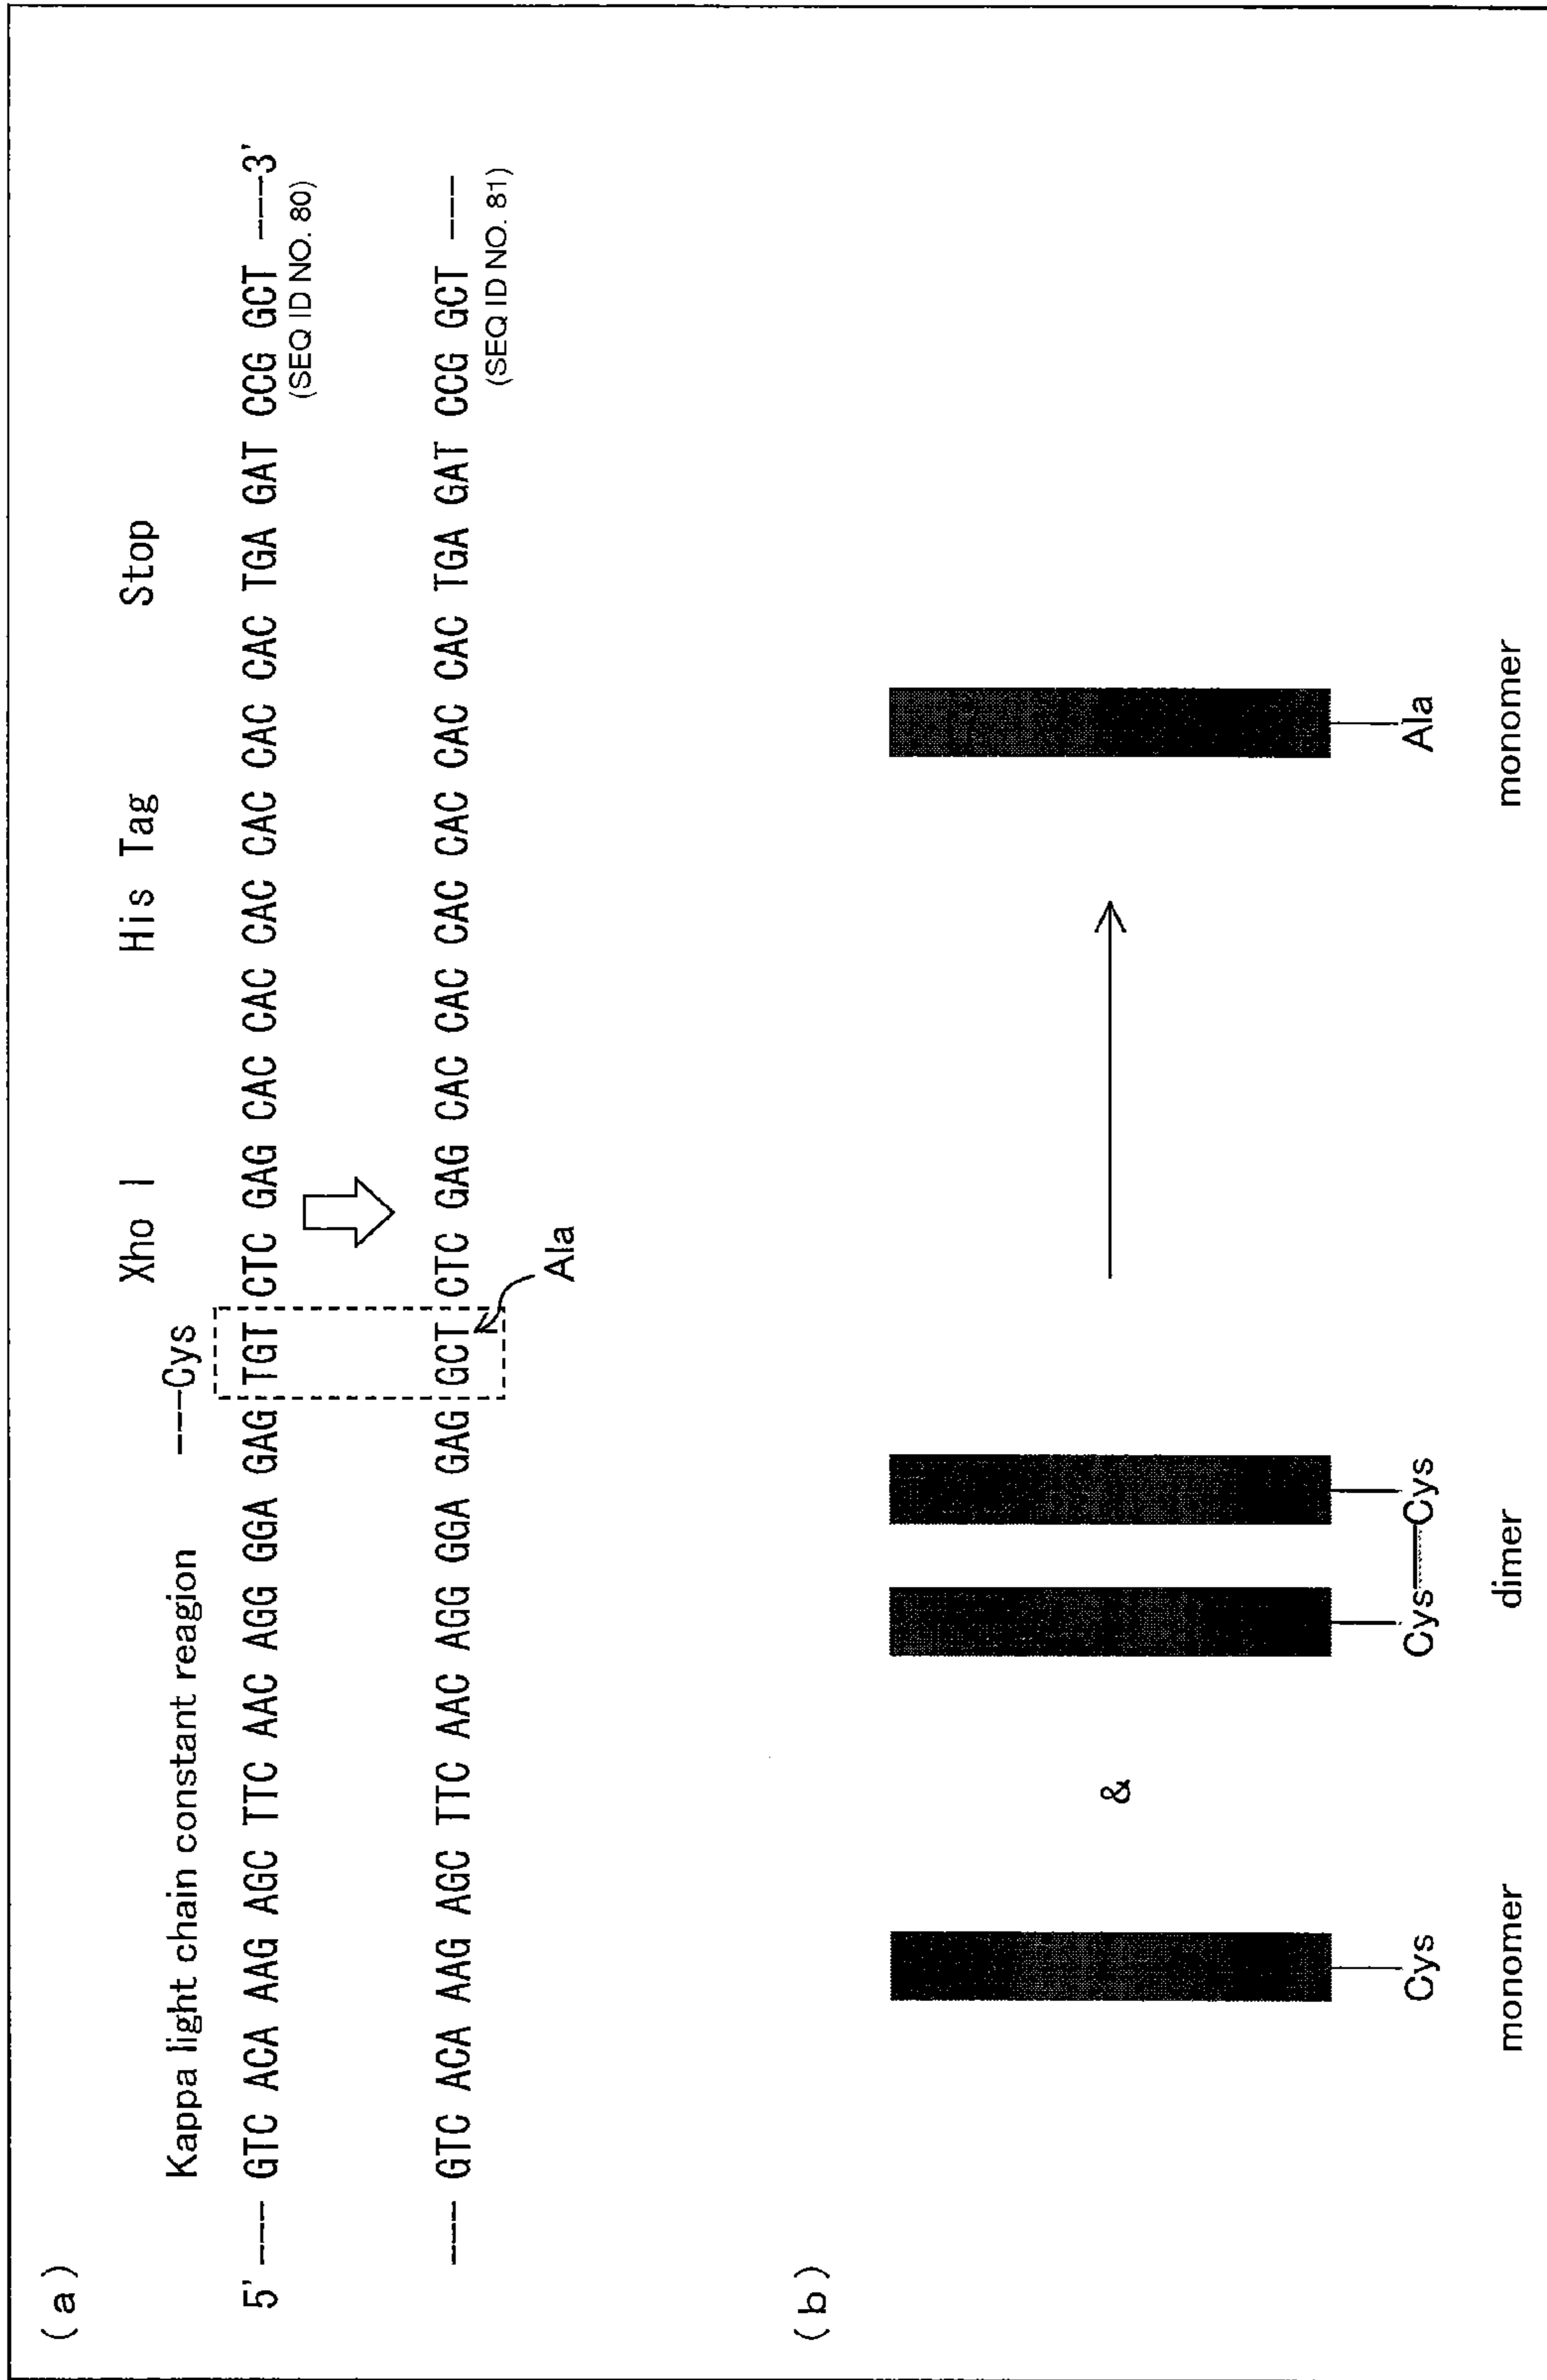 (a)
Kappa light chain constant reagion ---Cys Xho I His Tag Stop
5' --- GTC ACA AAG AGC TTC AAC AGG GGA GAG TGT CTC GAG CAC CAC CAC CAC CAC CAC TGA GAT CCG GCT ---3'
(SEQ ID NO. 80)
--- GTC ACA AAG AGC TTC AAC AGG GGA GAG GCT CTC GAG CAC CAC CAC CAC CAC CAC TGA GAT CCG GCT ---
(SEQ ID NO. 81)
Ala
(b)
&
Cys Cys Cys Ala
monomer dimer monomer